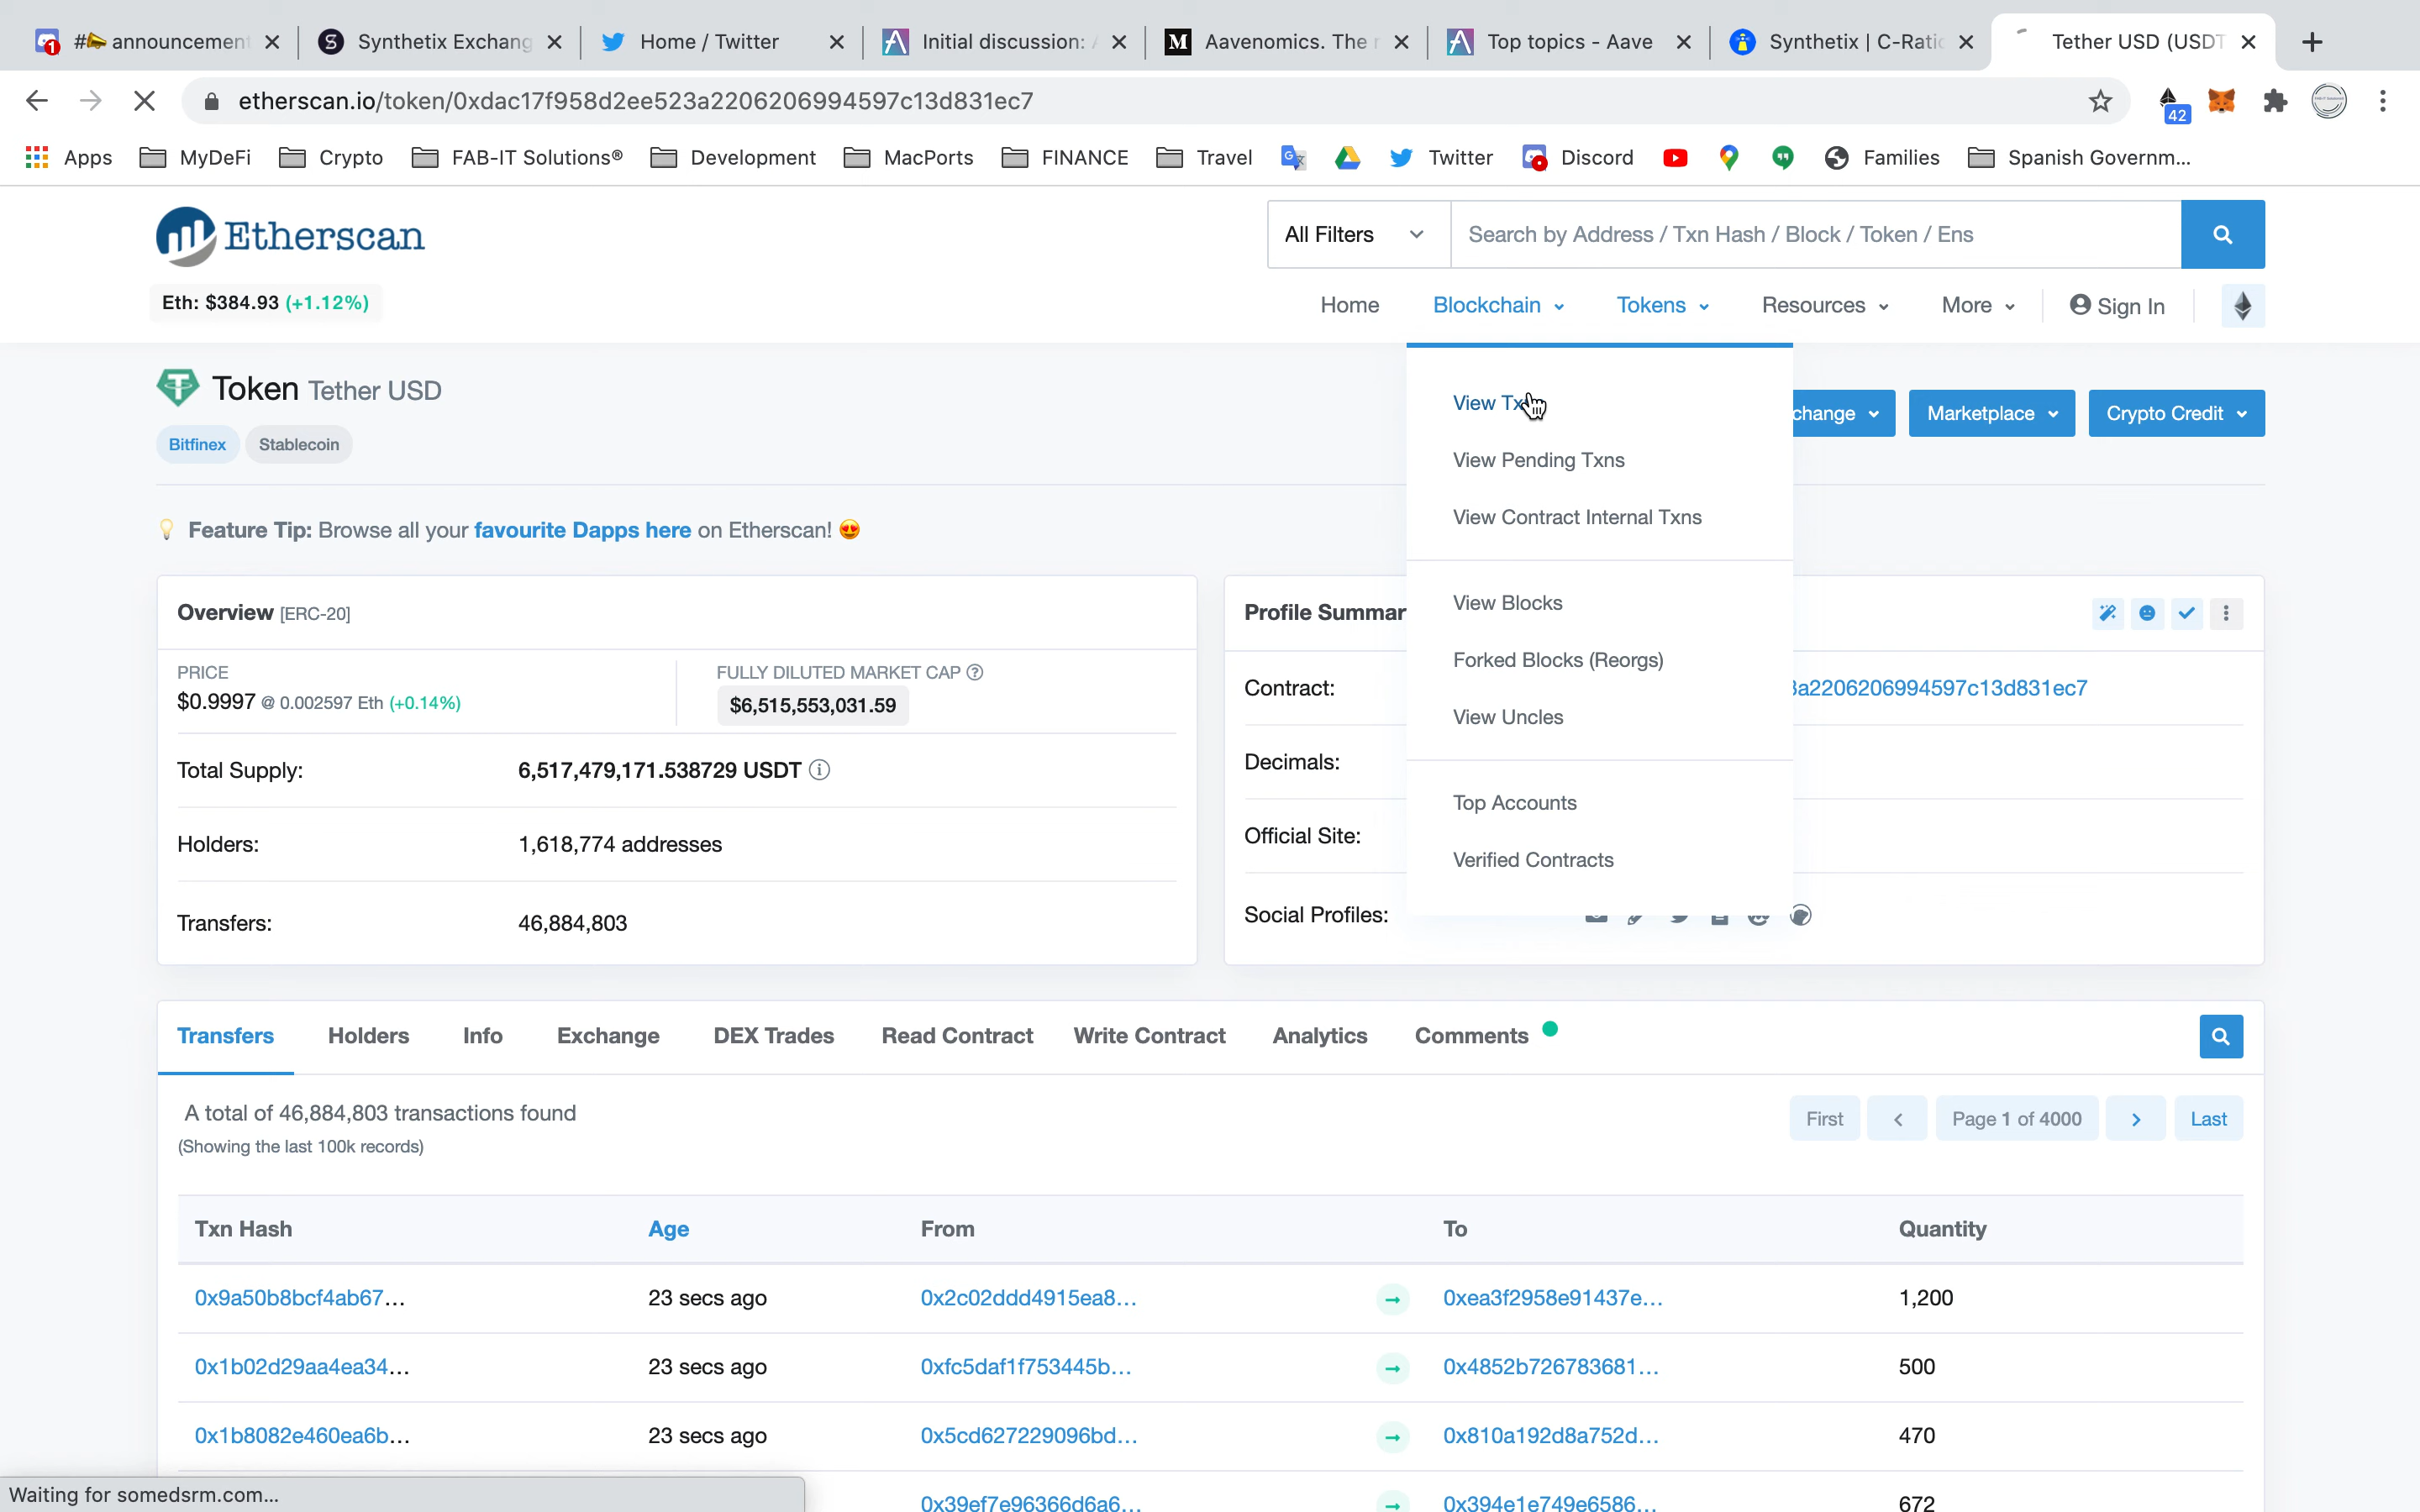 #📣 announcement
Synthetix Exchang
Home / Twitter
Initial discussion: A
Aavenomics. The r
Top topics - Aave
Synthetix | C-Ratio
Tether USD (USDT
etherscan.io/token/0xdac17f958d2ee523a2206206994597c13d831ec7
42
Apps
MyDeFi
Crypto
FAB-IT Solutions®
Development
MacPorts
FINANCE
Travel
Twitter
Discord
Families
Spanish Governm...
Etherscan
All Filters
Search by Address / Txn Hash / Block / Token / Ens
Eth: $384.93 (+1.12%)
Home
Blockchain
Tokens
Resources
More
Sign In
Token Tether USD
Bitfinex
Stablecoin
View Tx
change
Marketplace
Crypto Credit
View Pending Txns
View Contract Internal Txns
Feature Tip: Browse all your favourite Dapps here on Etherscan! 😍
View Blocks
Forked Blocks (Reorgs)
View Uncles
Top Accounts
Verified Contracts
Overview [ERC-20]
PRICE
$0.9997 @ 0.002597 Eth (+0.14%)
FULLY DILUTED MARKET CAP
$6,515,553,031.59
Total Supply:
6,517,479,171.538729 USDT
Holders:
1,618,774 addresses
Transfers:
46,884,803
Profile Summar
Contract:
3a2206206994597c13d831ec7
Decimals:
Official Site:
Social Profiles:
Transfers
Holders
Info
Exchange
DEX Trades
Read Contract
Write Contract
Analytics
Comments
A total of 46,884,803 transactions found
(Showing the last 100k records)
First
Page 1 of 4000
Last
Txn Hash
Age
From
To
Quantity
0x9a50b8bcf4ab67...
23 secs ago
0x2c02ddd4915ea8...
0xea3f2958e91437e...
1,200
0x1b02d29aa4ea34...
23 secs ago
0xfc5daf1f753445b...
0x4852b726783681...
500
0x1b8082e460ea6b...
23 secs ago
0x5cd627229096bd...
0x810a192d8a752d...
470
0x39ef7e96366d6a6...
0x394e1e749e6586...
672
Waiting for somedsrm.com...